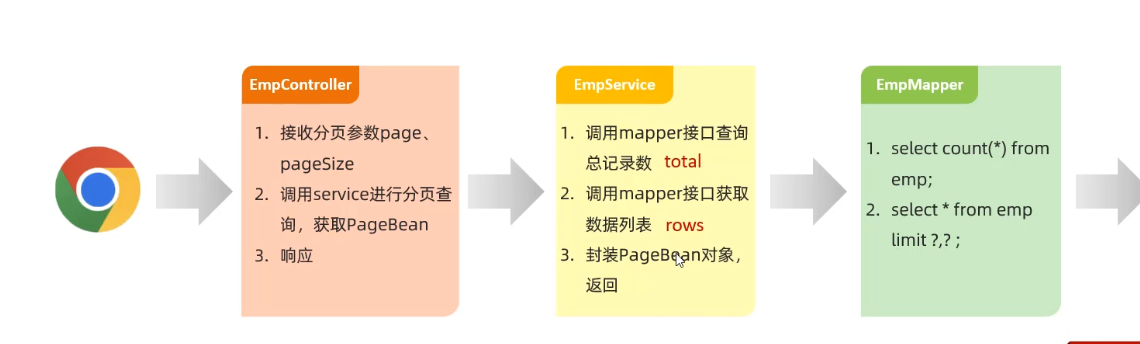 EmpController
1. 接收分页参数page、
pageSize
2. 调用service进行分页查
询，获取PageBean
3. 响应
EmpService
1. 调用mapper接口查询
总记录数 total
2. 调用mapper接口获取
数据列表 rows
3. 封装PageBean对象，
返回
EmpMapper
1. select count(*) from
emp;
2. select * from emp
limit ?,? ;